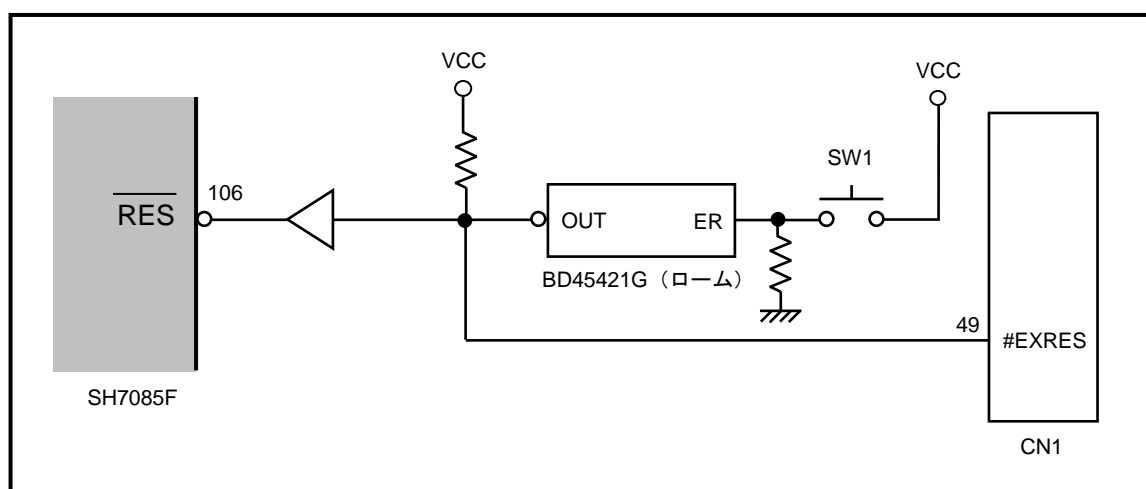 VCC
VCC
SW1
106
RES
OUT
ER
BD45421G（ローム）
49
#EXRES
SH7085F
CN1